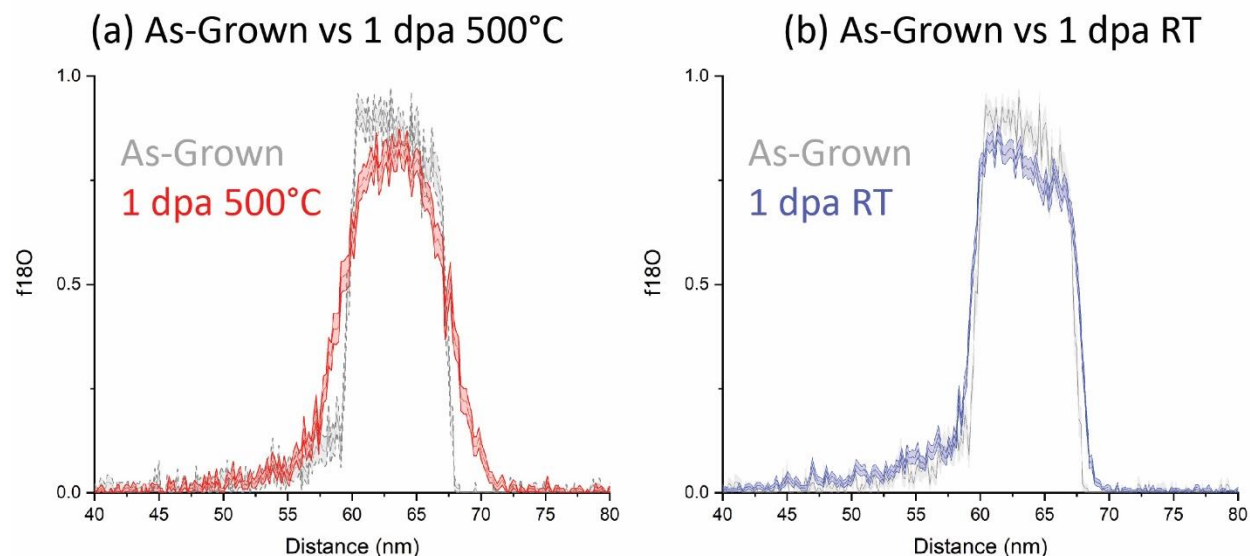 (a) As-Grown vs 1 dpa 500°C
1.0
As-Grown
1 dpa 500°C
f18O
0.5
0.0
40 45 50 55 60 65 70 75 80
Distance (nm)
(b) As-Grown vs 1 dpa RT
1.0
As-Grown
1 dpa RT
f18O
0.5
0.0
40 45 50 55 60 65 70 75 80
Distance (nm)